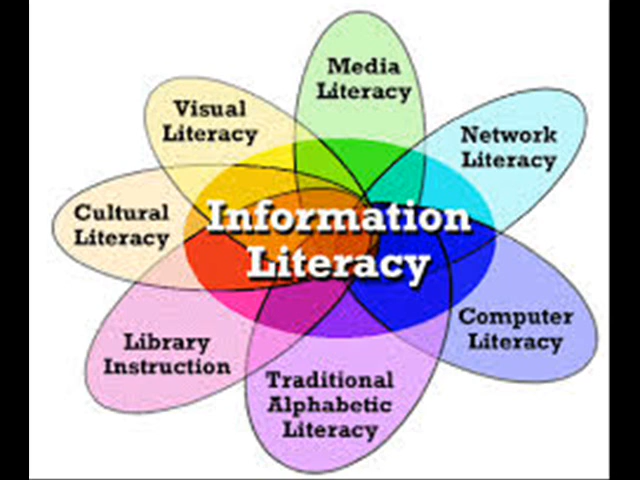 Media
Literacy
Visual
Literacy
Network
Literacy
Cultural
Literacy
Information
Literacy
Computer
Literacy
Library
Instruction
Traditional
Alphabetic
Literacy